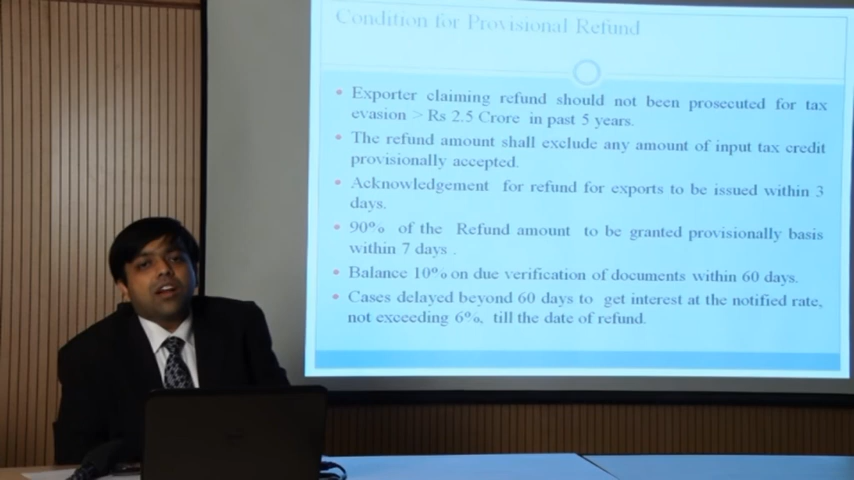 Condition for Provisional Refund
• Exporter claiming refund should not been prosecuted for tax
evasion > Rs 2.5 Crore in past 5 years.
• The refund amount shall exclude any amount of input tax credit
provisionally accepted.
• Acknowledgement for refund for exports to be issued within 3
days.
• 90% of the Refund amount to be granted provisionally basis
within 7 days .
• Balance 10% on due verification of documents within 60 days.
• Cases delayed beyond 60 days to get interest at the notified rate,
not exceeding 6%, till the date of refund.